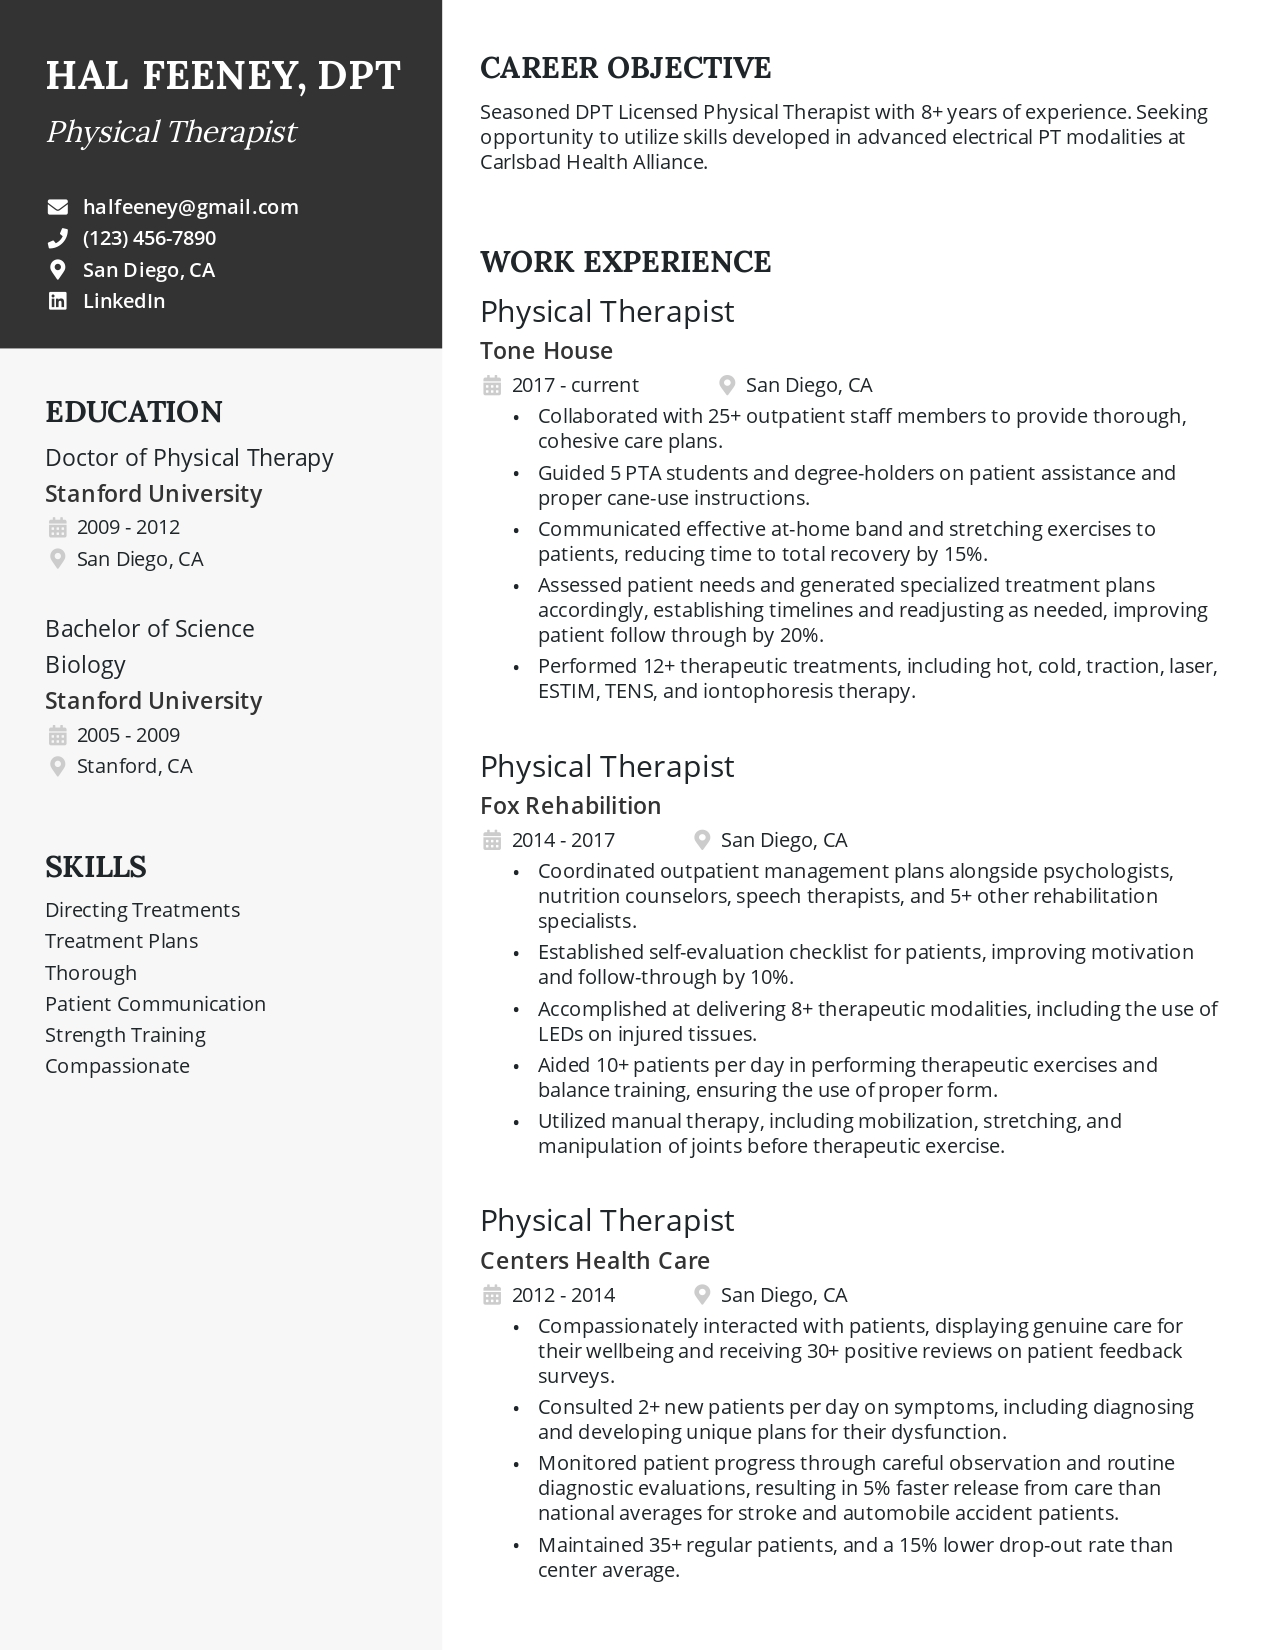 HAL FEENEY, DPT
Physical Therapist
halfeeney@gmail.com
(123) 456-7890
San Diego, CA
LinkedIn
EDUCATION
Doctor of Physical Therapy
Stanford University
2009 - 2012
San Diego, CA
Bachelor of Science
Biology
Stanford University
2005 - 2009
Stanford, CA
SKILLS
Directing Treatments
Treatment Plans
Thorough
Patient Communication
Strength Training
Compassionate
CAREER OBJECTIVE
Seasoned DPT Licensed Physical Therapist with 8+ years of experience. Seeking
opportunity to utilize skills developed in advanced electrical PT modalities at
Carlsbad Health Alliance.
WORK EXPERIENCE
Physical Therapist
Tone House
2017 - current San Diego, CA
• Collaborated with 25+ outpatient staff members to provide thorough,
cohesive care plans.
• Guided 5 PTA students and degree-holders on patient assistance and
proper cane-use instructions.
• Communicated effective at-home band and stretching exercises to
patients, reducing time to total recovery by 15%.
• Assessed patient needs and generated specialized treatment plans
accordingly, establishing timelines and readjusting as needed, improving
patient follow through by 20%.
• Performed 12+ therapeutic treatments, including hot, cold, traction, laser,
ESTIM, TENS, and iontophoresis therapy.
Physical Therapist
Fox Rehabilition
2014 - 2017 San Diego, CA
• Coordinated outpatient management plans alongside psychologists,
nutrition counselors, speech therapists, and 5+ other rehabilitation
specialists.
• Established self-evaluation checklist for patients, improving motivation
and follow-through by 10%.
• Accomplished at delivering 8+ therapeutic modalities, including the use of
LEDs on injured tissues.
• Aided 10+ patients per day in performing therapeutic exercises and
balance training, ensuring the use of proper form.
• Utilized manual therapy, including mobilization, stretching, and
manipulation of joints before therapeutic exercise.
Physical Therapist
Centers Health Care
2012 - 2014 San Diego, CA
• Compassionately interacted with patients, displaying genuine care for
their wellbeing and receiving 30+ positive reviews on patient feedback
surveys.
• Consulted 2+ new patients per day on symptoms, including diagnosing
and developing unique plans for their dysfunction.
• Monitored patient progress through careful observation and routine
diagnostic evaluations, resulting in 5% faster release from care than
national averages for stroke and automobile accident patients.
• Maintained 35+ regular patients, and a 15% lower drop-out rate than
center average.